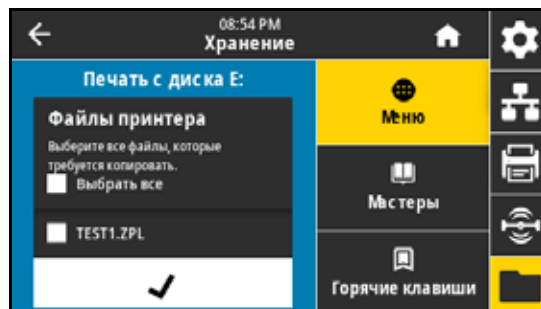 08:54 PM
Хранение
Печать с диска E:
Файлы принтера
Выберите все файлы, которые
требуется копировать.
Выбрать все
TEST1.ZPL
Меню
Мастеры
Горячие клавиши